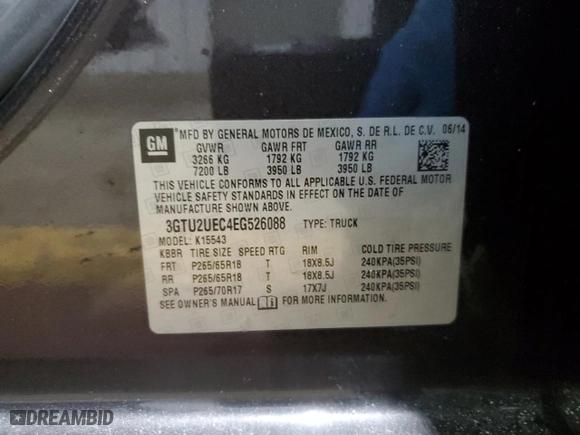 GM
MFD BY GENERAL MOTORS DE MEXICO, S. DE R.L. DE C.V. 06/14
GVWR GAWR FRT GAWR RR
3266 KG 1792 KG 1792 KG
7200 LB 3950 LB 3950 LB
THIS VEHICLE CONFORMS TO ALL APPLICABLE U.S. FEDERAL MOTOR
VEHICLE SAFETY STANDARDS IN EFFECT ON THE DATE OF
MANUFACTURE SHOWN ABOVE.
3GTU2UEC4EG526088 TYPE: TRUCK
MODEL: K15543
KBBR TIRE SIZE SPEED RTG RIM COLD TIRE PRESSURE
FRT P265/65R18 T 18X8.5J 240KPA(35PSI)
RR P265/65R18 T 18X8.5J 240KPA(35PSI)
SPA P265/70R17 S 17X7J 240KPA(35PSI)
SEE OWNER'S MANUAL FOR MORE INFORMATION.
DREAMBID